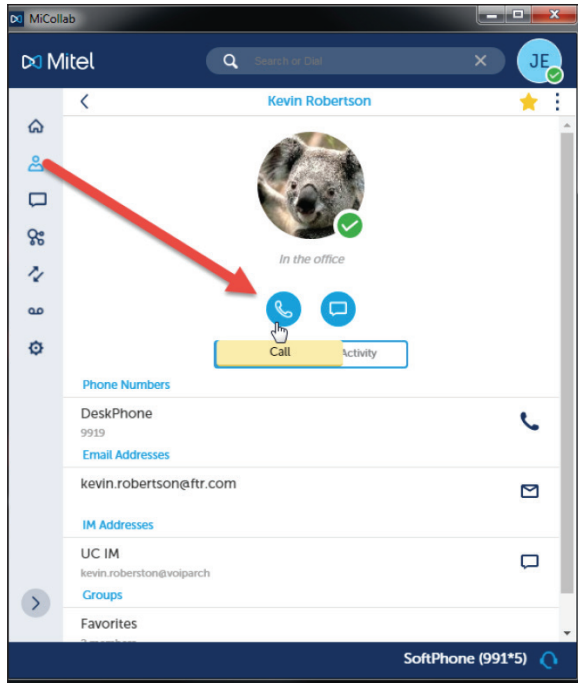 MiCollab
Mitel
Search or Dial
JE
Kevin Robertson
In the office
Call
Activity
Phone Numbers
DeskPhone
9919
Email Addresses
kevin.robertson@ftr.com
IM Addresses
UC IM
kevin.roberston@voiparch
Groups
Favorites
SoftPhone (991*5)